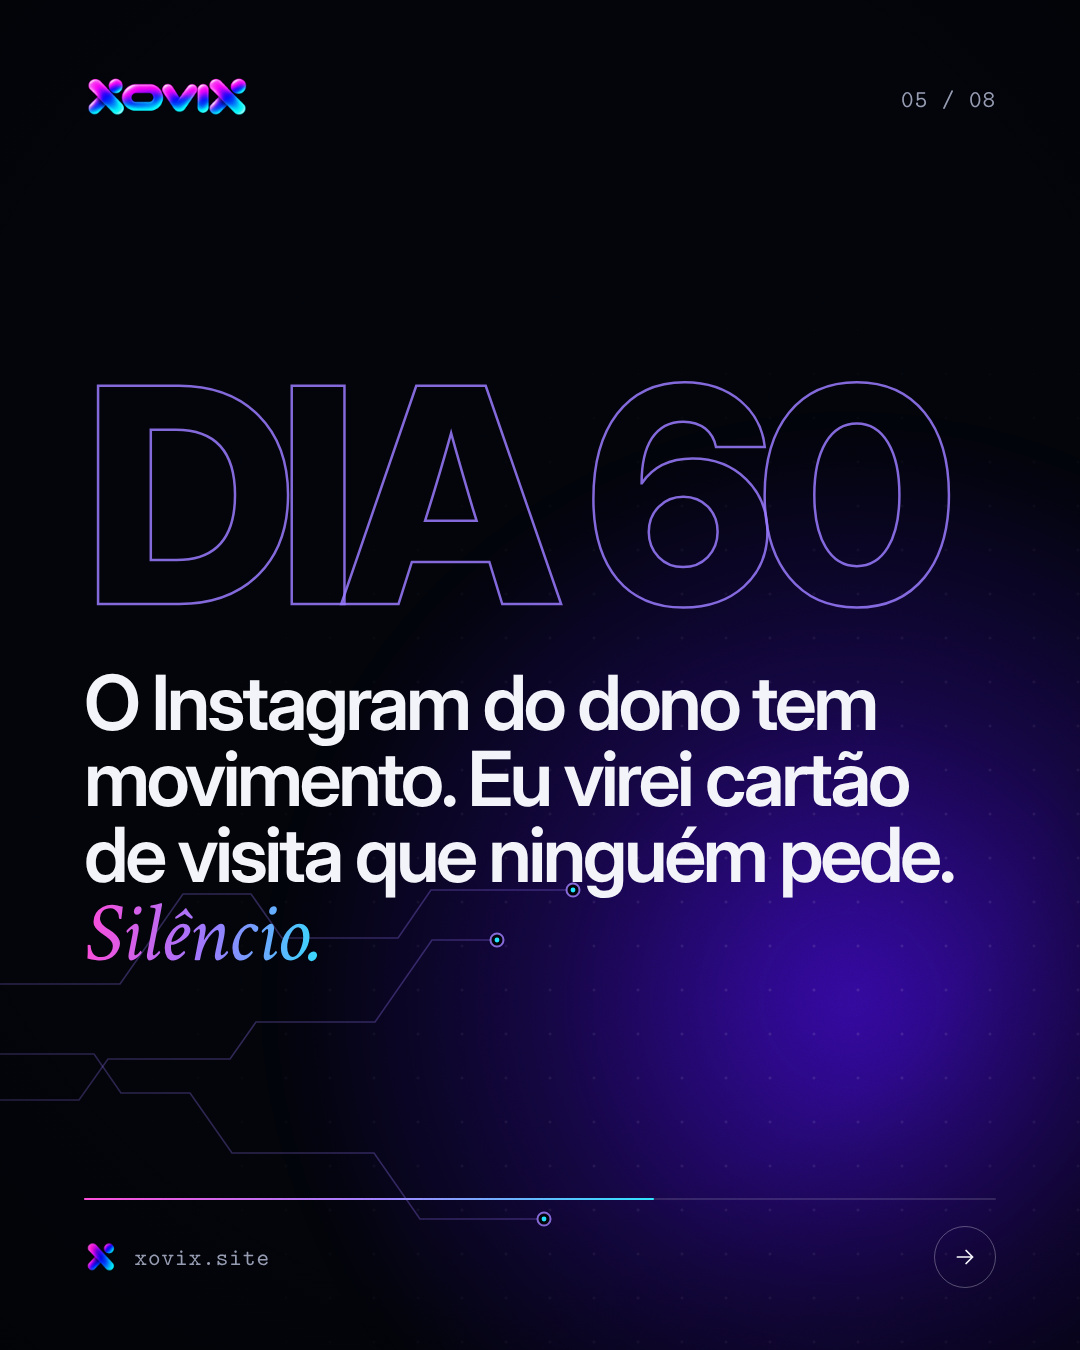 XOVIX
05 / 08
DIA 60
O Instagram do dono tem
movimento. Eu virei cartão
de visita que ninguém pede.
Silêncio.
xovix.site